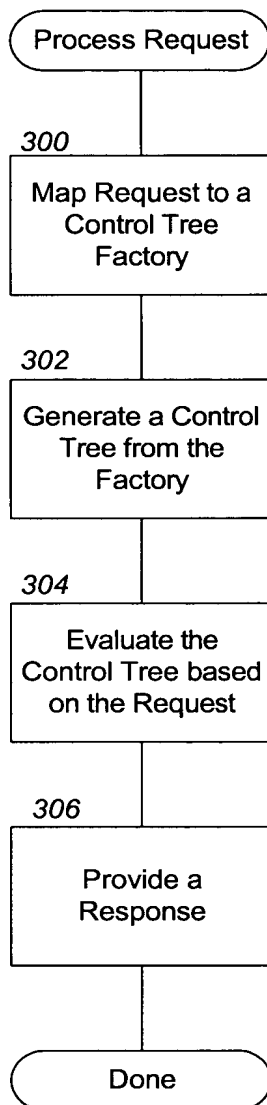 Process Request
300
Map Request to a
Control Tree
Factory
302
Generate a Control
Tree from the
Factory
304
Evaluate the
Control Tree based
on the Request
306
Provide a
Response
Done